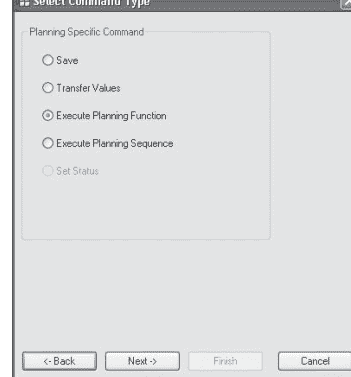 Select Command Type
Planning Specific Command
Save
Transfer Values
Execute Planning Function
Execute Planning Sequence
Set Status
<- Back
Next ->
Finish
Cancel